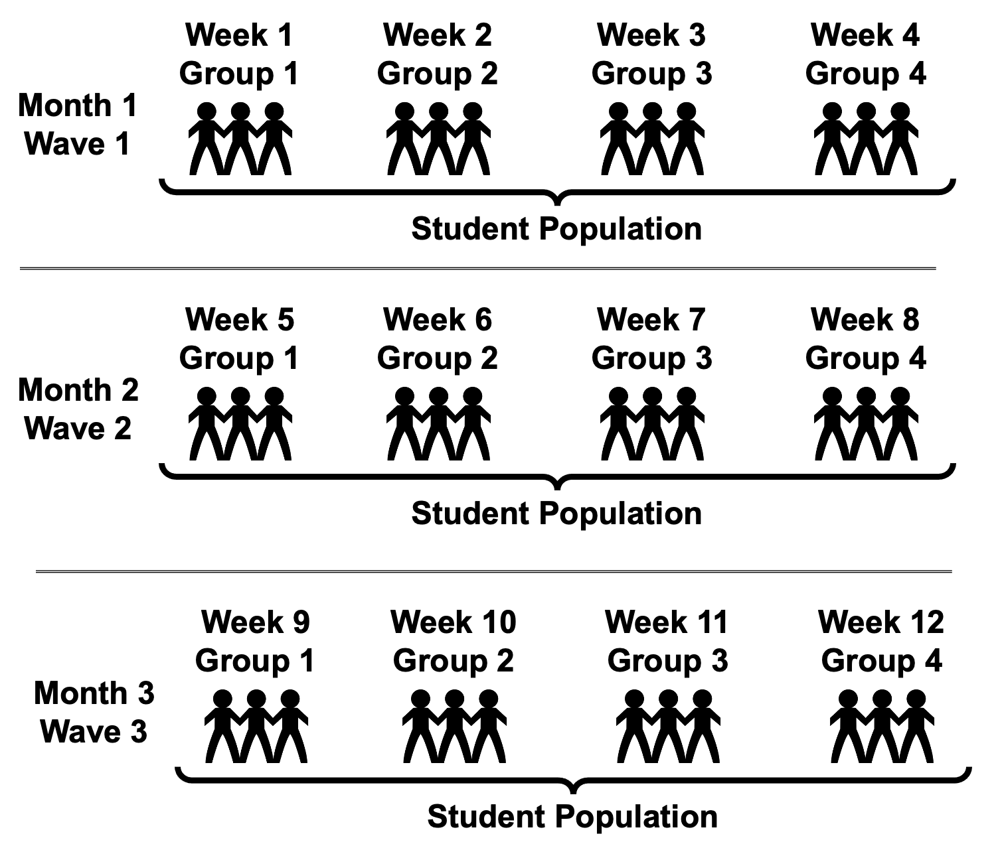 Week 1
Group 1
Week 2
Group 2
Week 3
Group 3
Week 4
Group 4
Month 1
Wave 1
Student Population
Week 5
Group 1
Week 6
Group 2
Week 7
Group 3
Week 8
Group 4
Month 2
Wave 2
Student Population
Week 9
Group 1
Week 10
Group 2
Week 11
Group 3
Week 12
Group 4
Month 3
Wave 3
Student Population